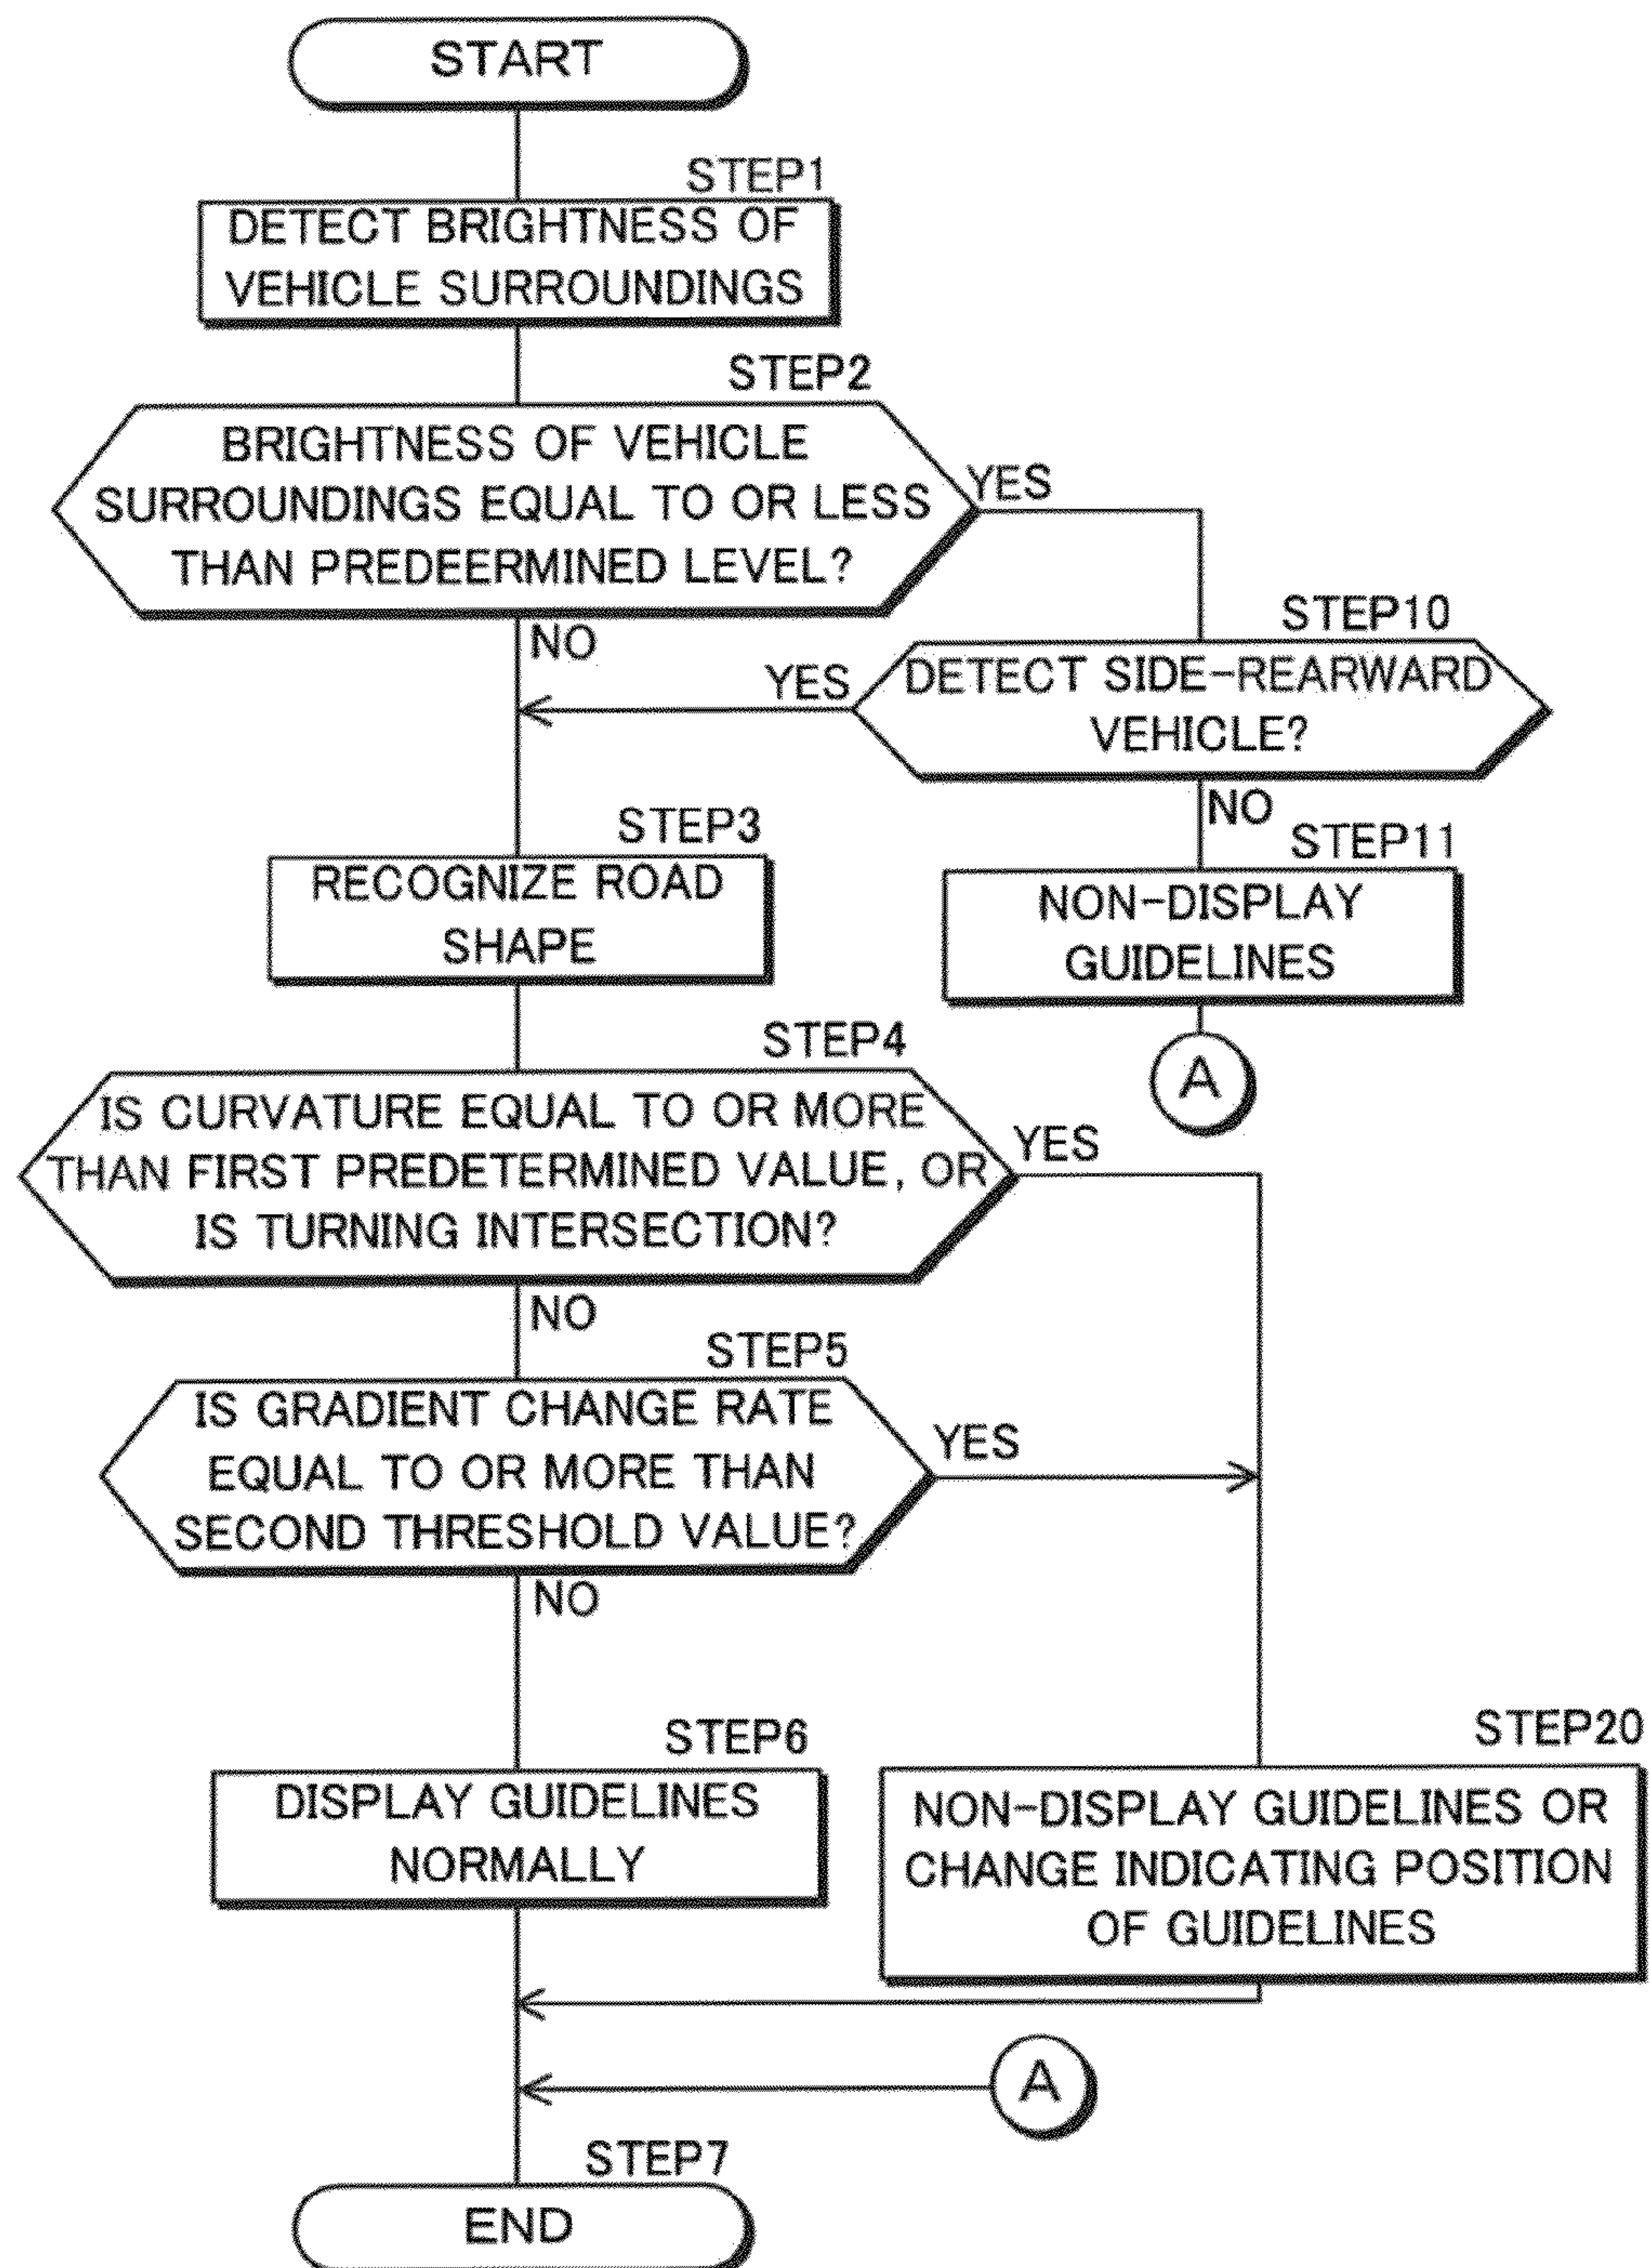 START
STEP1
DETECT BRIGHTNESS OF
VEHICLE SURROUNDINGS
STEP2
BRIGHTNESS OF VEHICLE
SURROUNDINGS EQUAL TO OR LESS
THAN PREDEERMINED LEVEL?
YES
NO
STEP10
DETECT SIDE-REARWARD
VEHICLE?
YES
NO
STEP11
NON-DISPLAY
GUIDELINES
A
STEP3
RECOGNIZE ROAD
SHAPE
STEP4
IS CURVATURE EQUAL TO OR MORE
THAN FIRST PREDETERMINED VALUE, OR
IS TURNING INTERSECTION?
YES
NO
STEP5
IS GRADIENT CHANGE RATE
EQUAL TO OR MORE THAN
SECOND THRESHOLD VALUE?
YES
NO
STEP6
DISPLAY GUIDELINES
NORMALLY
STEP20
NON-DISPLAY GUIDELINES OR
CHANGE INDICATING POSITION
OF GUIDELINES
A
STEP7
END